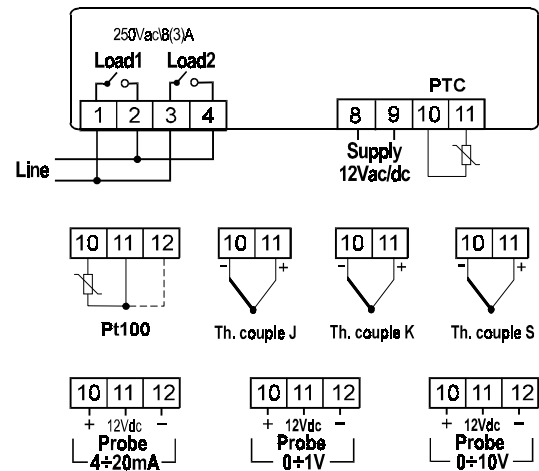 250Vac\8(3)A
Load1 Load2
PTC
1 2 3 4
8 9 10 11
Supply
12Vac/dc
Line
10 11 12
10 11
10 11
10 11
- +
- +
- +
Pt100
Th. couple J
Th. couple K
Th. couple S
10 11 12
10 11 12
10 11 12
+ 12Vdc -
+ 12Vdc -
+ 12Vdc -
Probe
Probe
Probe
4÷20mA
0÷1V
0÷10V